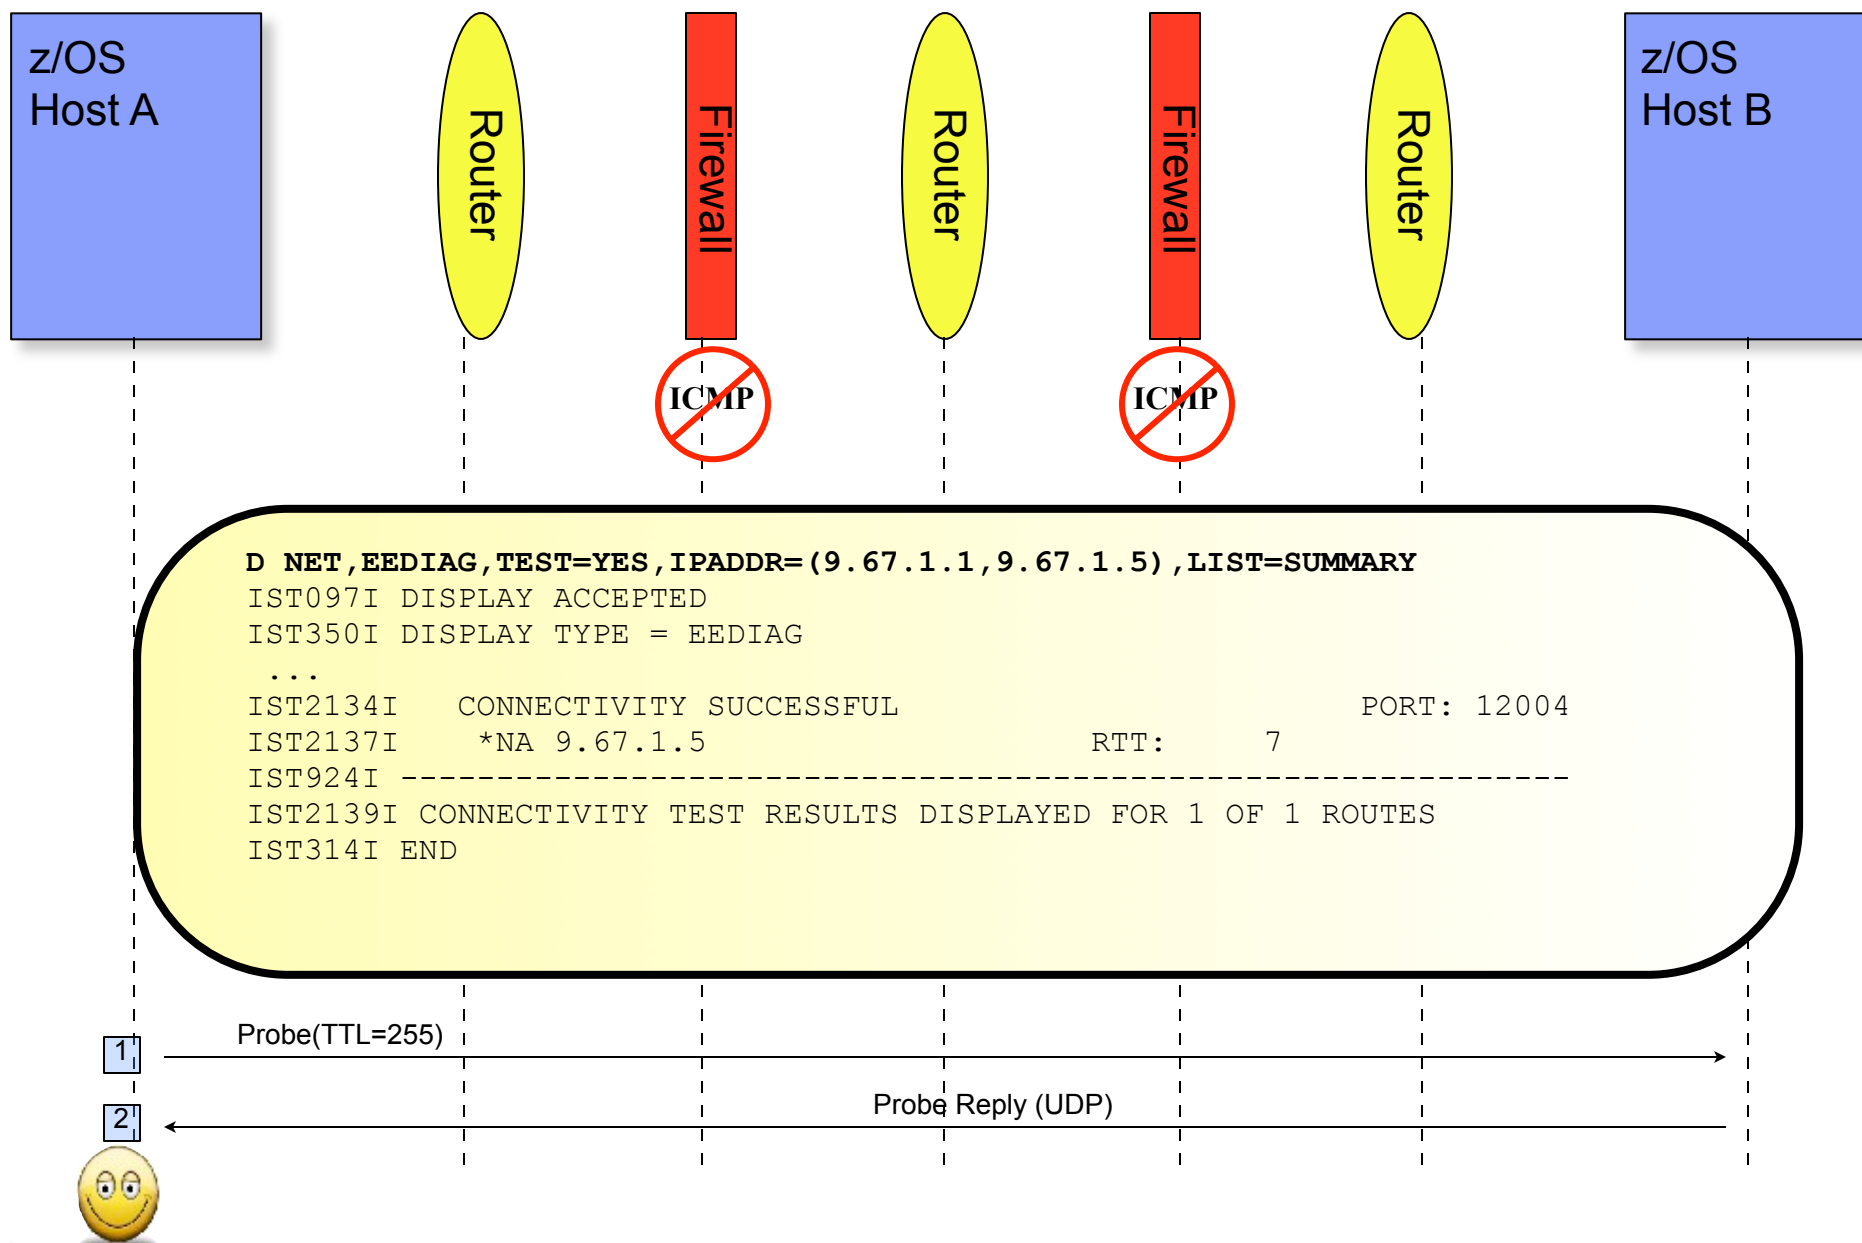 z/OS
Host A
Router
Firewall
Router
Firewall
Router
z/OS
Host B
ICMP
ICMP
D NET,EEDIAG,TEST=YES,IPADDR=(9.67.1.1,9.67.1.5),LIST=SUMMARY
IST097I DISPLAY ACCEPTED
IST350I DISPLAY TYPE = EEDIAG
...
IST2134I   CONNECTIVITY SUCCESSFUL                        PORT: 12004
IST2137I    *NA 9.67.1.5                    RTT:     7
IST924I -------------------------------------------------------------
IST2139I CONNECTIVITY TEST RESULTS DISPLAYED FOR 1 OF 1 ROUTES
IST314I END
Probe(TTL=255)
1
Probe Reply (UDP)
2